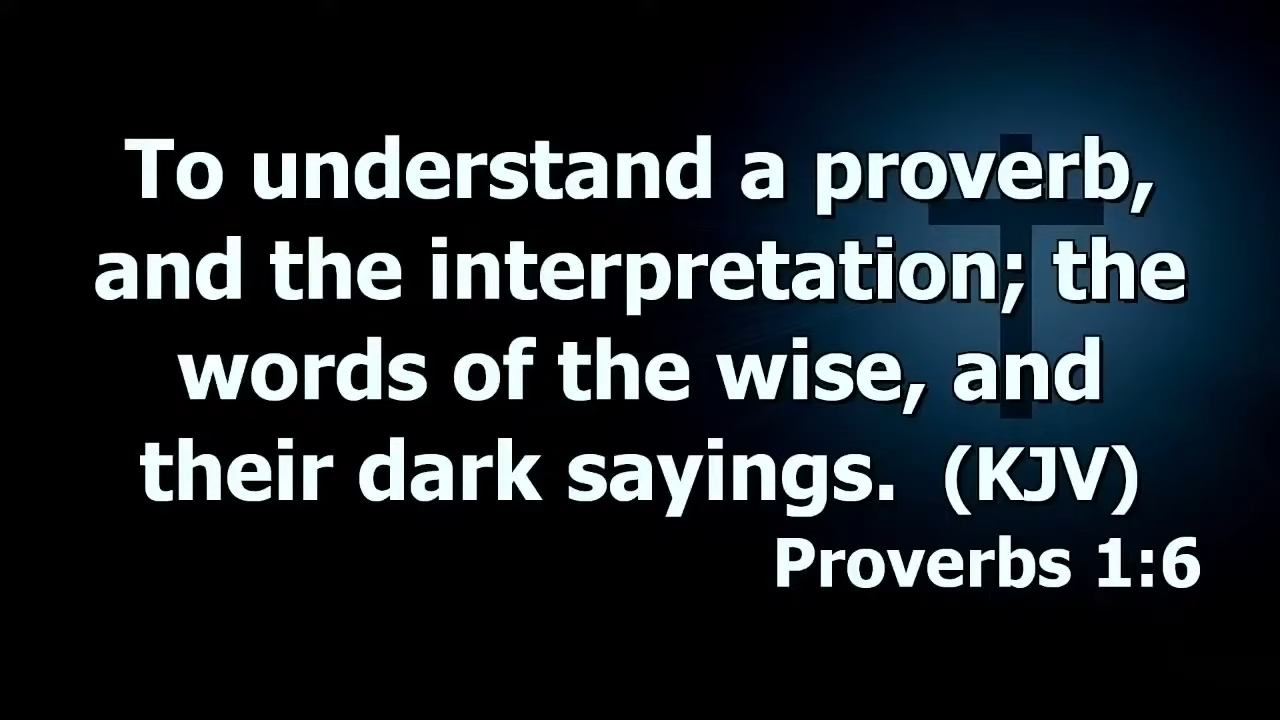 To understand a proverb,
and the interpretation; the
words of the wise, and
their dark sayings.  (KJV)
Proverbs 1:6